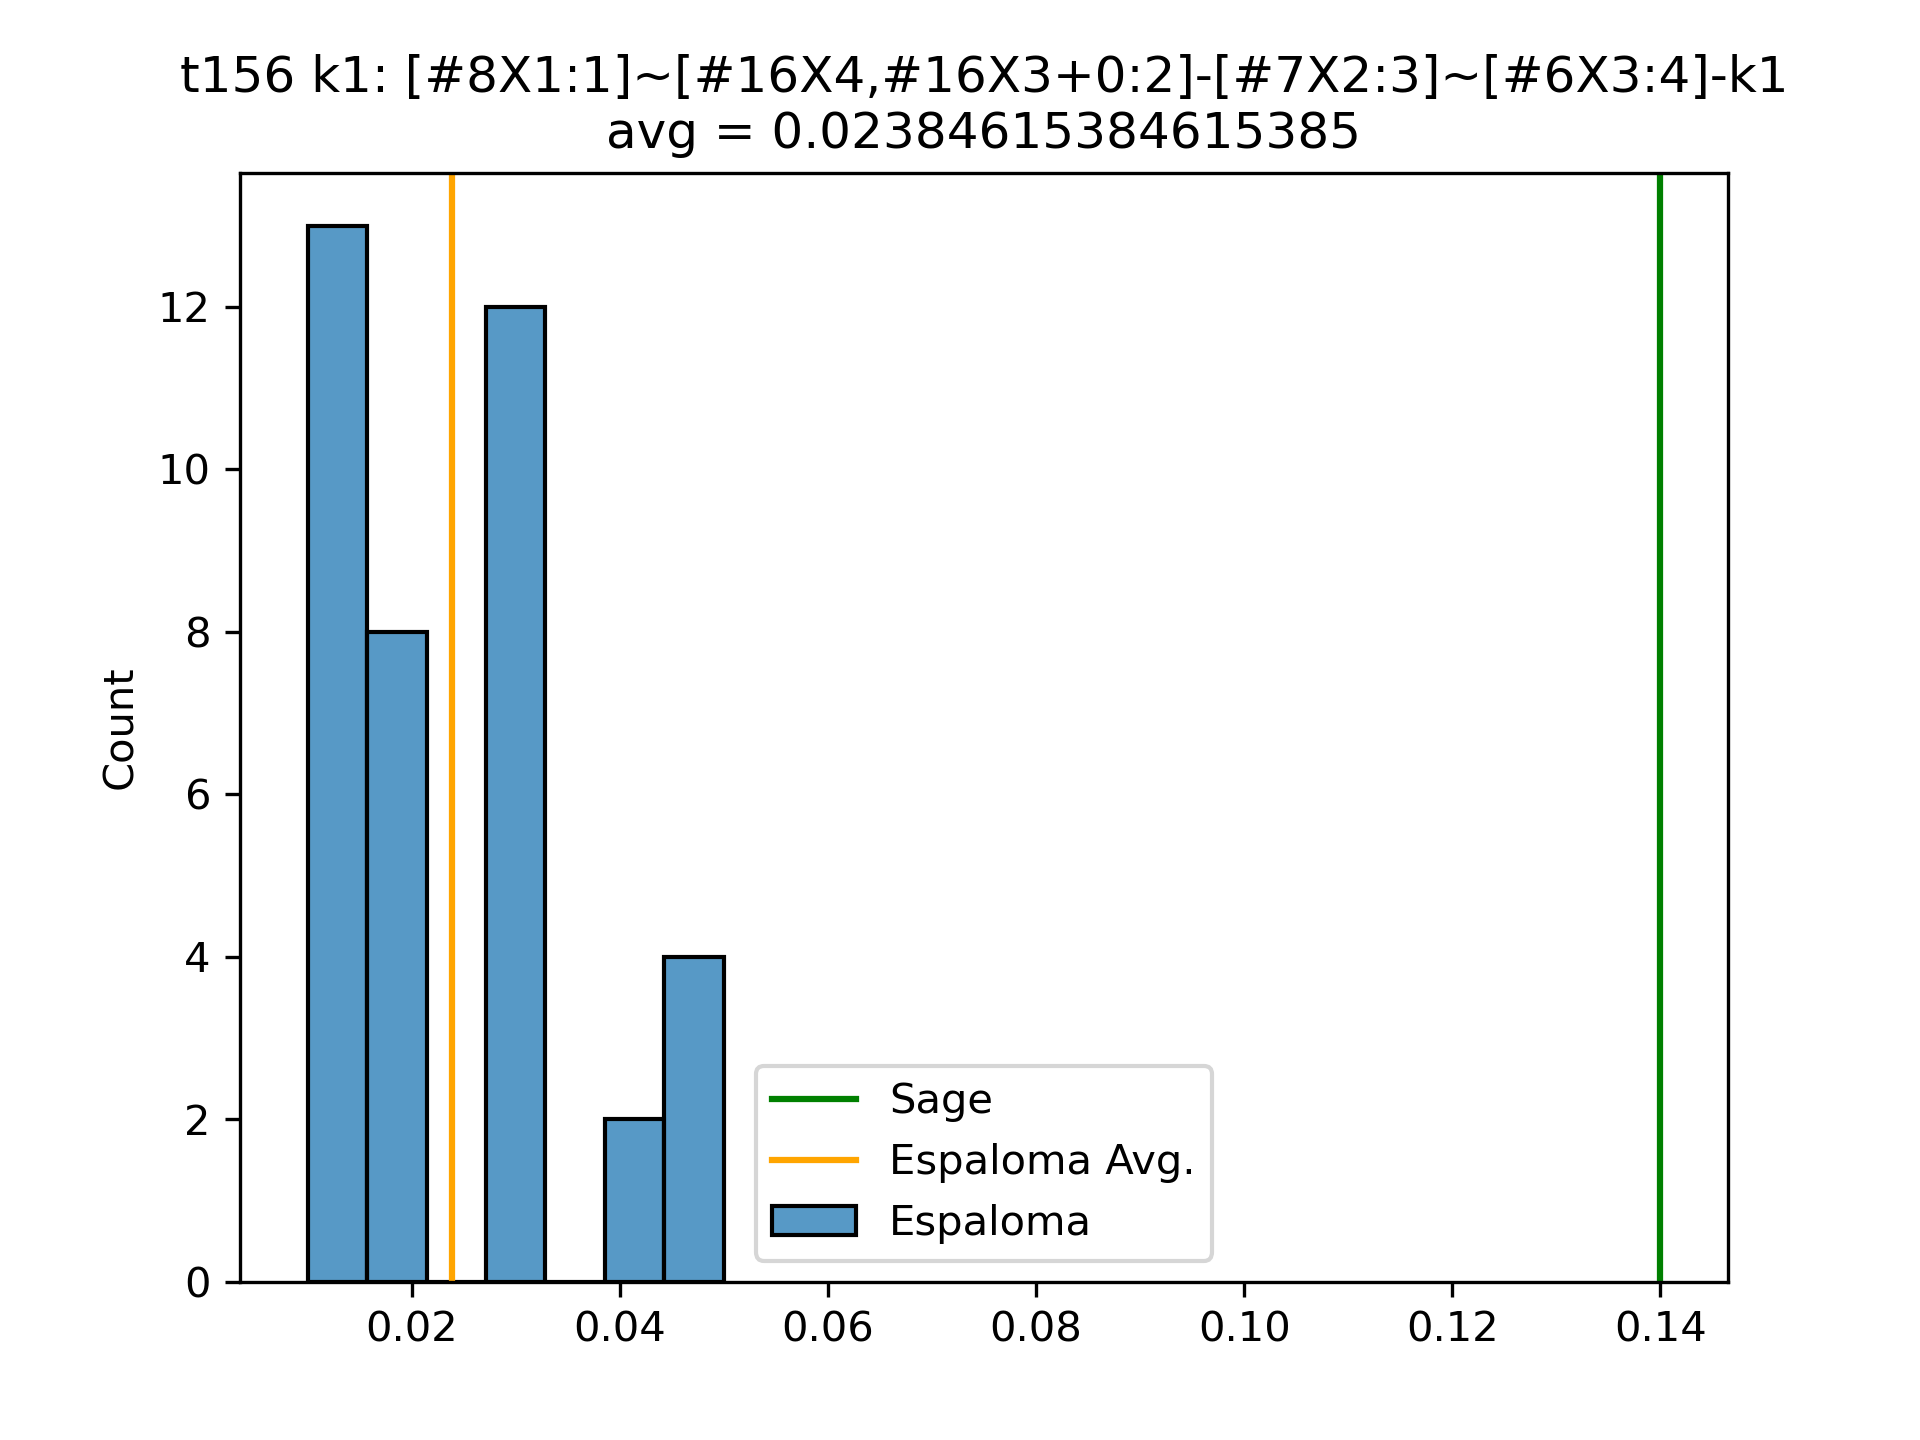 t156 k1: [#8X1:1]~[#16X4,#16X3+0:2]-[#7X2:3]~[#6X3:4]-k1
avg = 0.02384615384615385
12
10
8
6
4
2
0
Count
Sage
Espaloma Avg.
Espaloma
0.02 0.04 0.06 0.08 0.10 0.12 0.14